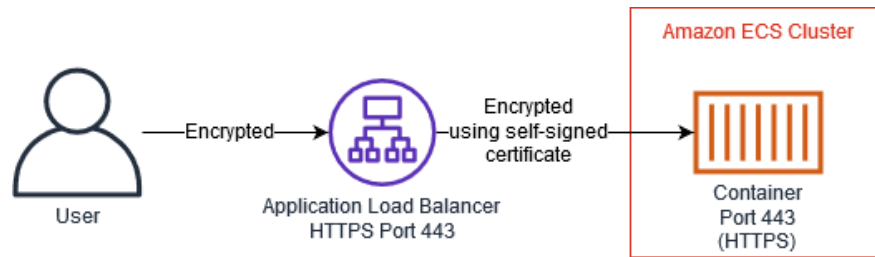 Amazon ECS Cluster
Encrypted
Encrypted
using self-signed
certificate
User
Application Load Balancer
HTTPS Port 443
Container
Port 443
(HTTPS)